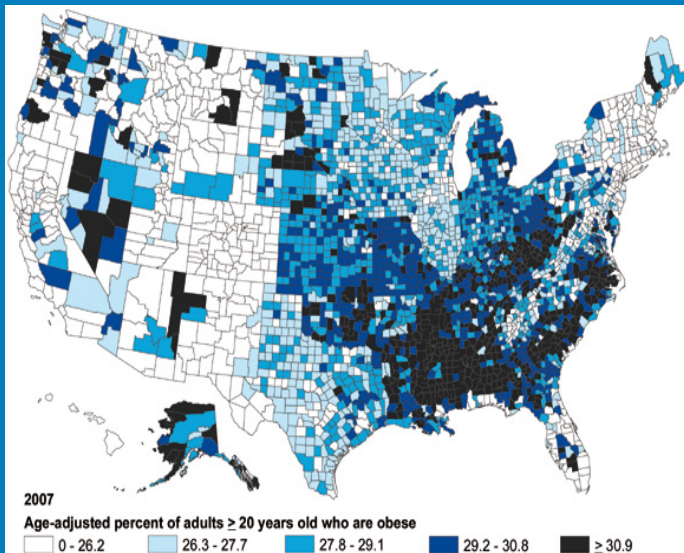 2007
Age-adjusted percent of adults ≥ 20 years old who are obese
0 - 26.2 26.3 - 27.7 27.8 - 29.1 29.2 - 30.8 ≥ 30.9